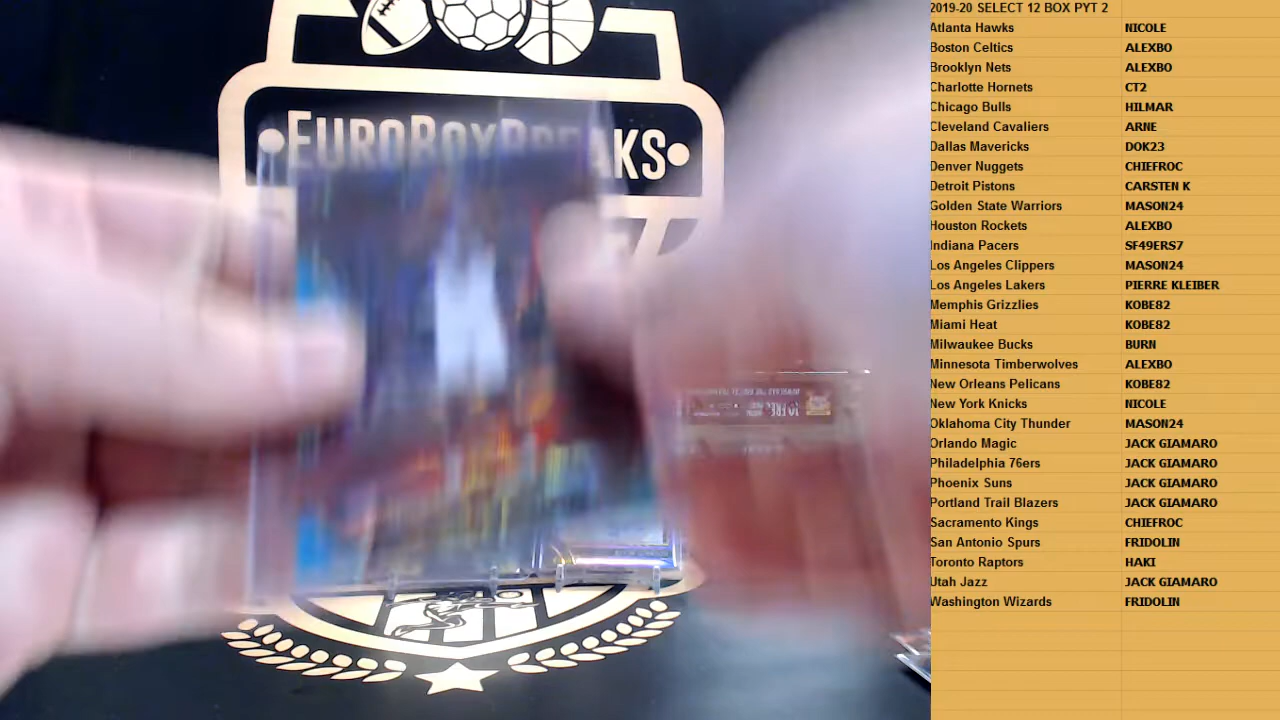 EUROBOXBREAKS
2019-20 SELECT 12 BOX PYT 2
Atlanta Hawks NICOLE
Boston Celtics ALEXBO
Brooklyn Nets ALEXBO
Charlotte Hornets CT2
Chicago Bulls HILMAR
Cleveland Cavaliers ARNE
Dallas Mavericks DOK23
Denver Nuggets CHIEFROC
Detroit Pistons CARSTEN K
Golden State Warriors MASON24
Houston Rockets ALEXBO
Indiana Pacers SF49ERS7
Los Angeles Clippers MASON24
Los Angeles Lakers PIERRE KLEIBER
Memphis Grizzlies KOBE82
Miami Heat KOBE82
Milwaukee Bucks BURN
Minnesota Timberwolves ALEXBO
New Orleans Pelicans KOBE82
New York Knicks NICOLE
Oklahoma City Thunder MASON24
Orlando Magic JACK GIAMARO
Philadelphia 76ers JACK GIAMARO
Phoenix Suns JACK GIAMARO
Portland Trail Blazers JACK GIAMARO
Sacramento Kings CHIEFROC
San Antonio Spurs FRIDOLIN
Toronto Raptors HAKI
Utah Jazz JACK GIAMARO
Washington Wizards FRIDOLIN